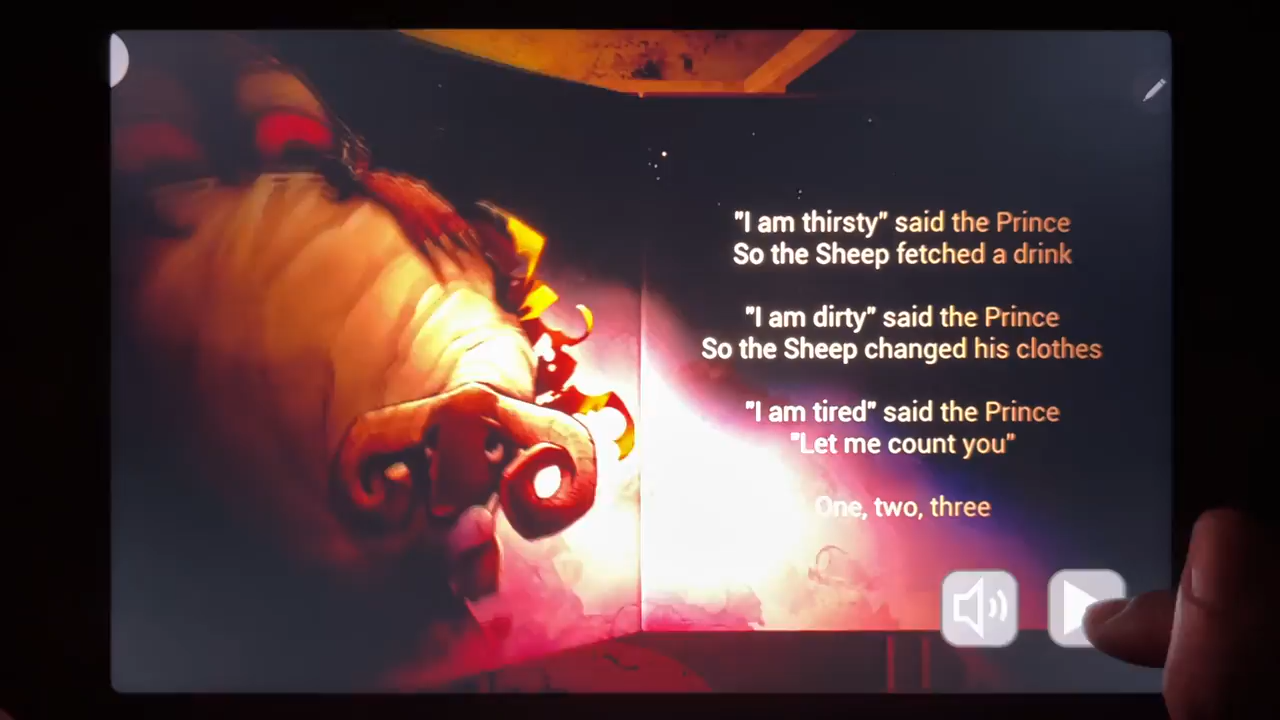 "I am thirsty" said the Prince
So the Sheep fetched a drink
"I am dirty" said the Prince
So the Sheep changed his clothes
"I am tired" said the Prince
"Let me count you"
One, two, three